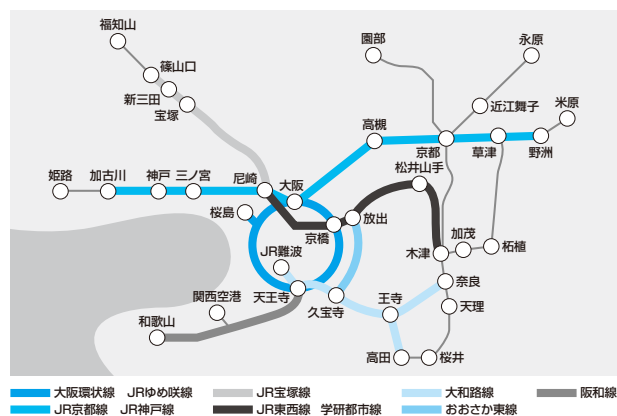 福知山
篠山口
新三田
宝塚
園部
永原
近江舞子
米原
高槻
京都
草津
野洲
松井山手
姫路
加古川
神戸
三ノ宮
尼崎
大阪
桜島
京橋
放出
木津
加茂
柘植
JR難波
天王寺
久宝寺
王寺
奈良
天理
関西空港
和歌山
高田
桜井
大阪環状線 JRゆめ咲線
JR宝塚線
大和路線
阪和線
JR京都線 JR神戸線
JR東西線 学研都市線
おおさか東線